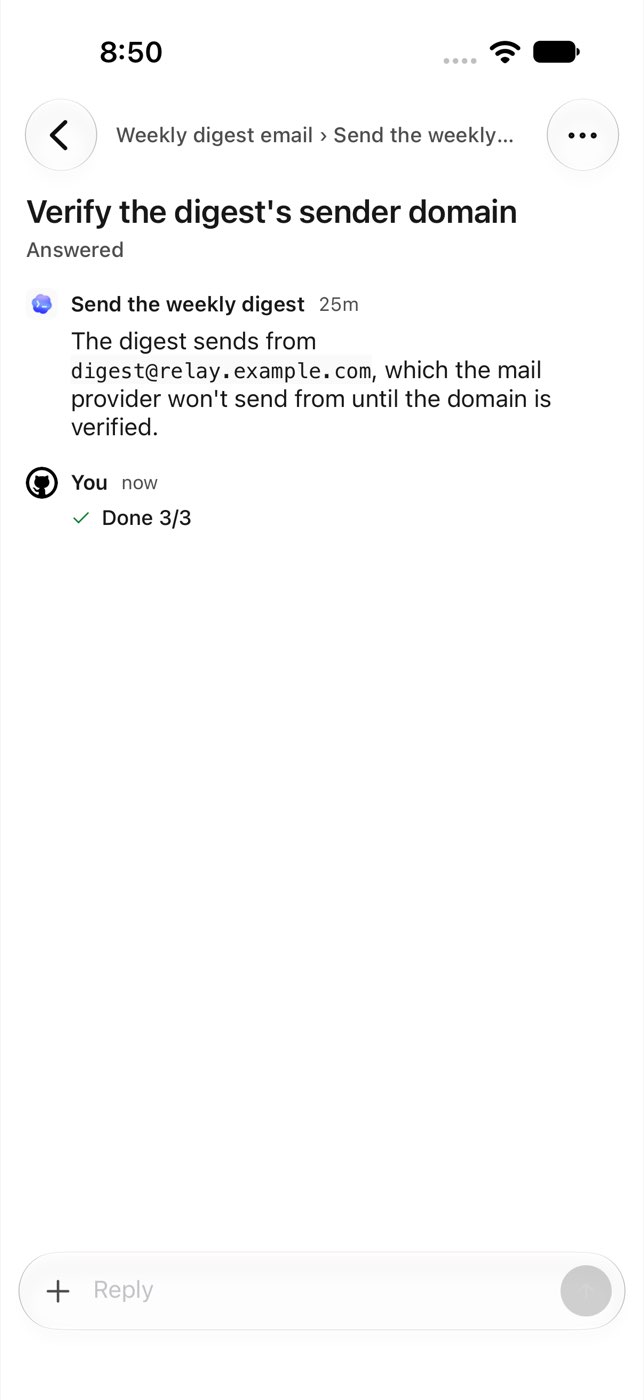 8:50
Weekly digest email › Send the weekly...
Verify the digest's sender domain
Answered
Send the weekly digest 25m
The digest sends from
digest@relay.example.com, which the mail
provider won't send from until the domain is
verified.
You now
Done 3/3
Reply